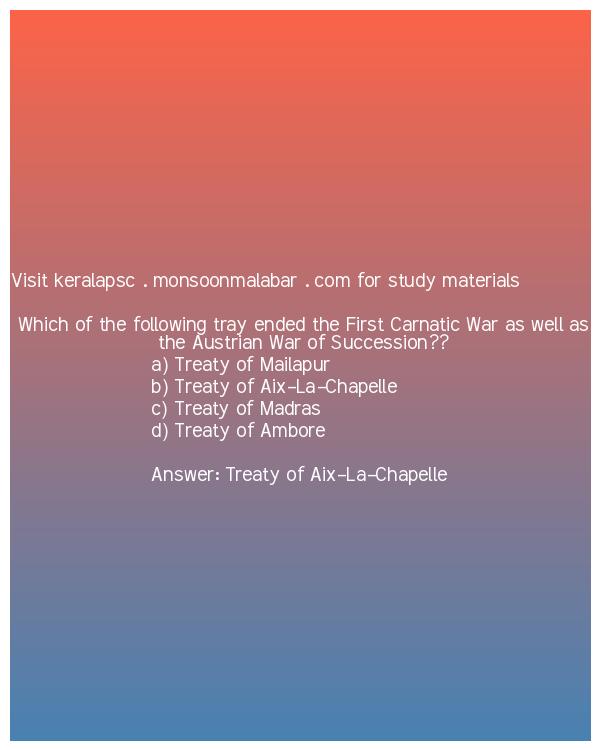 Visit keralapsc . monsoonmalabar . com for study materials
Which of the following tray ended the First Carnatic War as well as
the Austrian War of Succession??
a) Treaty of Mailapur
b) Treaty of Aix-La-Chapelle
c) Treaty of Madras
d) Treaty of Ambore
Answer: Treaty of Aix-La-Chapelle